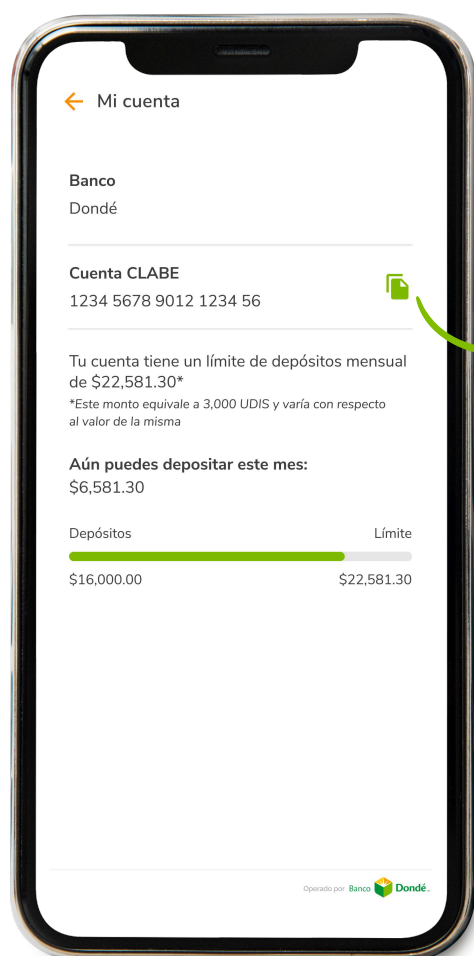 Mi cuenta
Banco
Dondé
Cuenta CLABE
1234 5678 9012 1234 56
Tu cuenta tiene un límite de depósitos mensual
de $22,581.30*
*Este monto equivale a 3,000 UDIS y varía con respecto
al valor de la misma
Aún puedes depositar este mes:
$6,581.30
Depósitos Límite
$16,000.00 $22,581.30
Operado por Banco Dondé